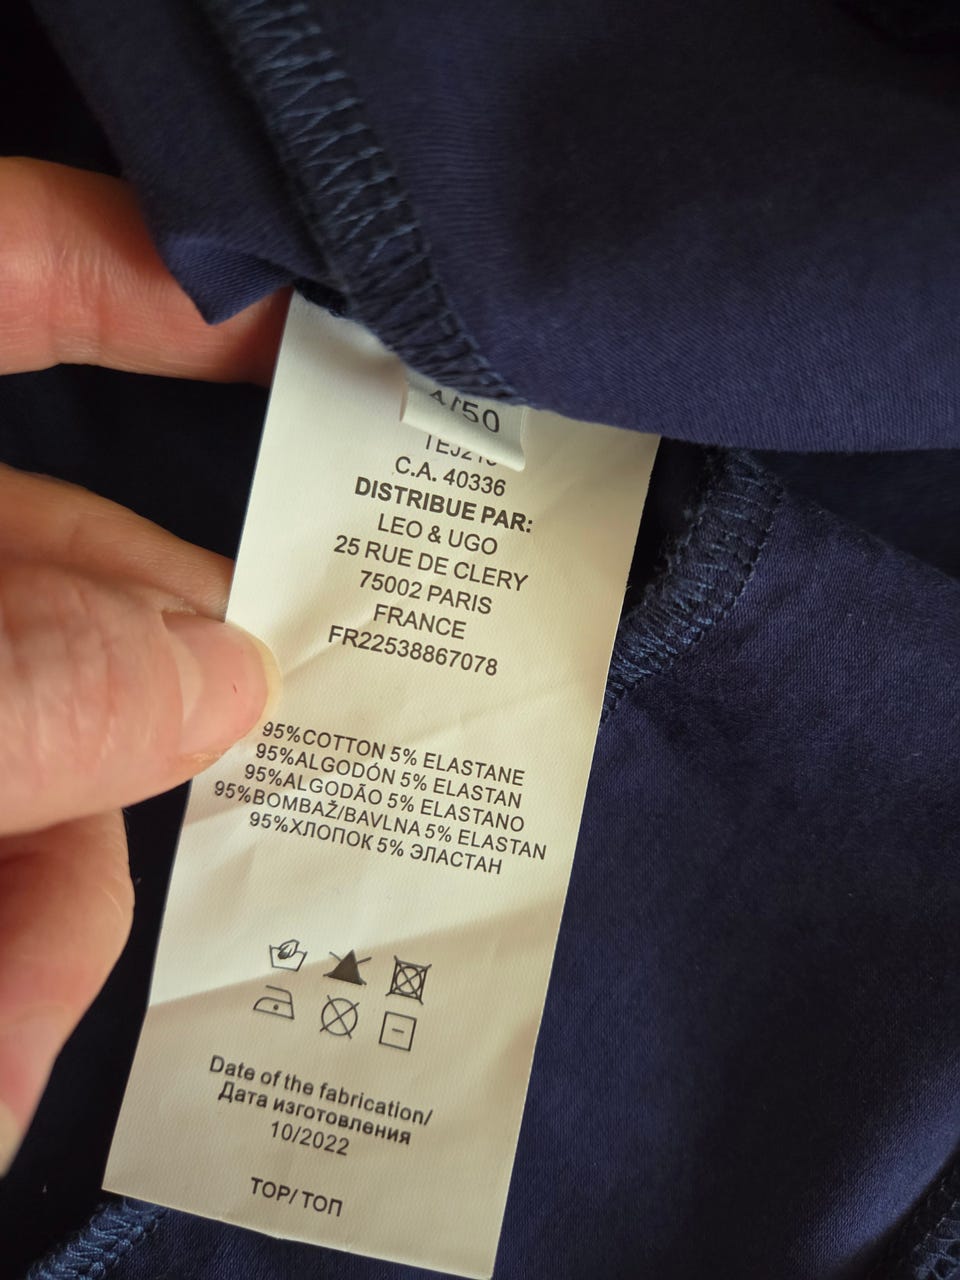 /50
C.A. 40336
DISTRIBUE PAR:
LEO & UGO
25 RUE DE CLERY
75002 PARIS
FRANCE
FR22538867078
95%COTTON 5% ELASTANE
95%ALGODÓN 5% ELASTAN
95%ALGODÃO 5% ELASTANO
95%BOMBAŽ/BAVLNA 5% ELASTAN
95%ХЛОПОК 5% ЭЛАСТАН
Date of the fabrication/
Дата изготовления
10/2022
TOP/ ТОП